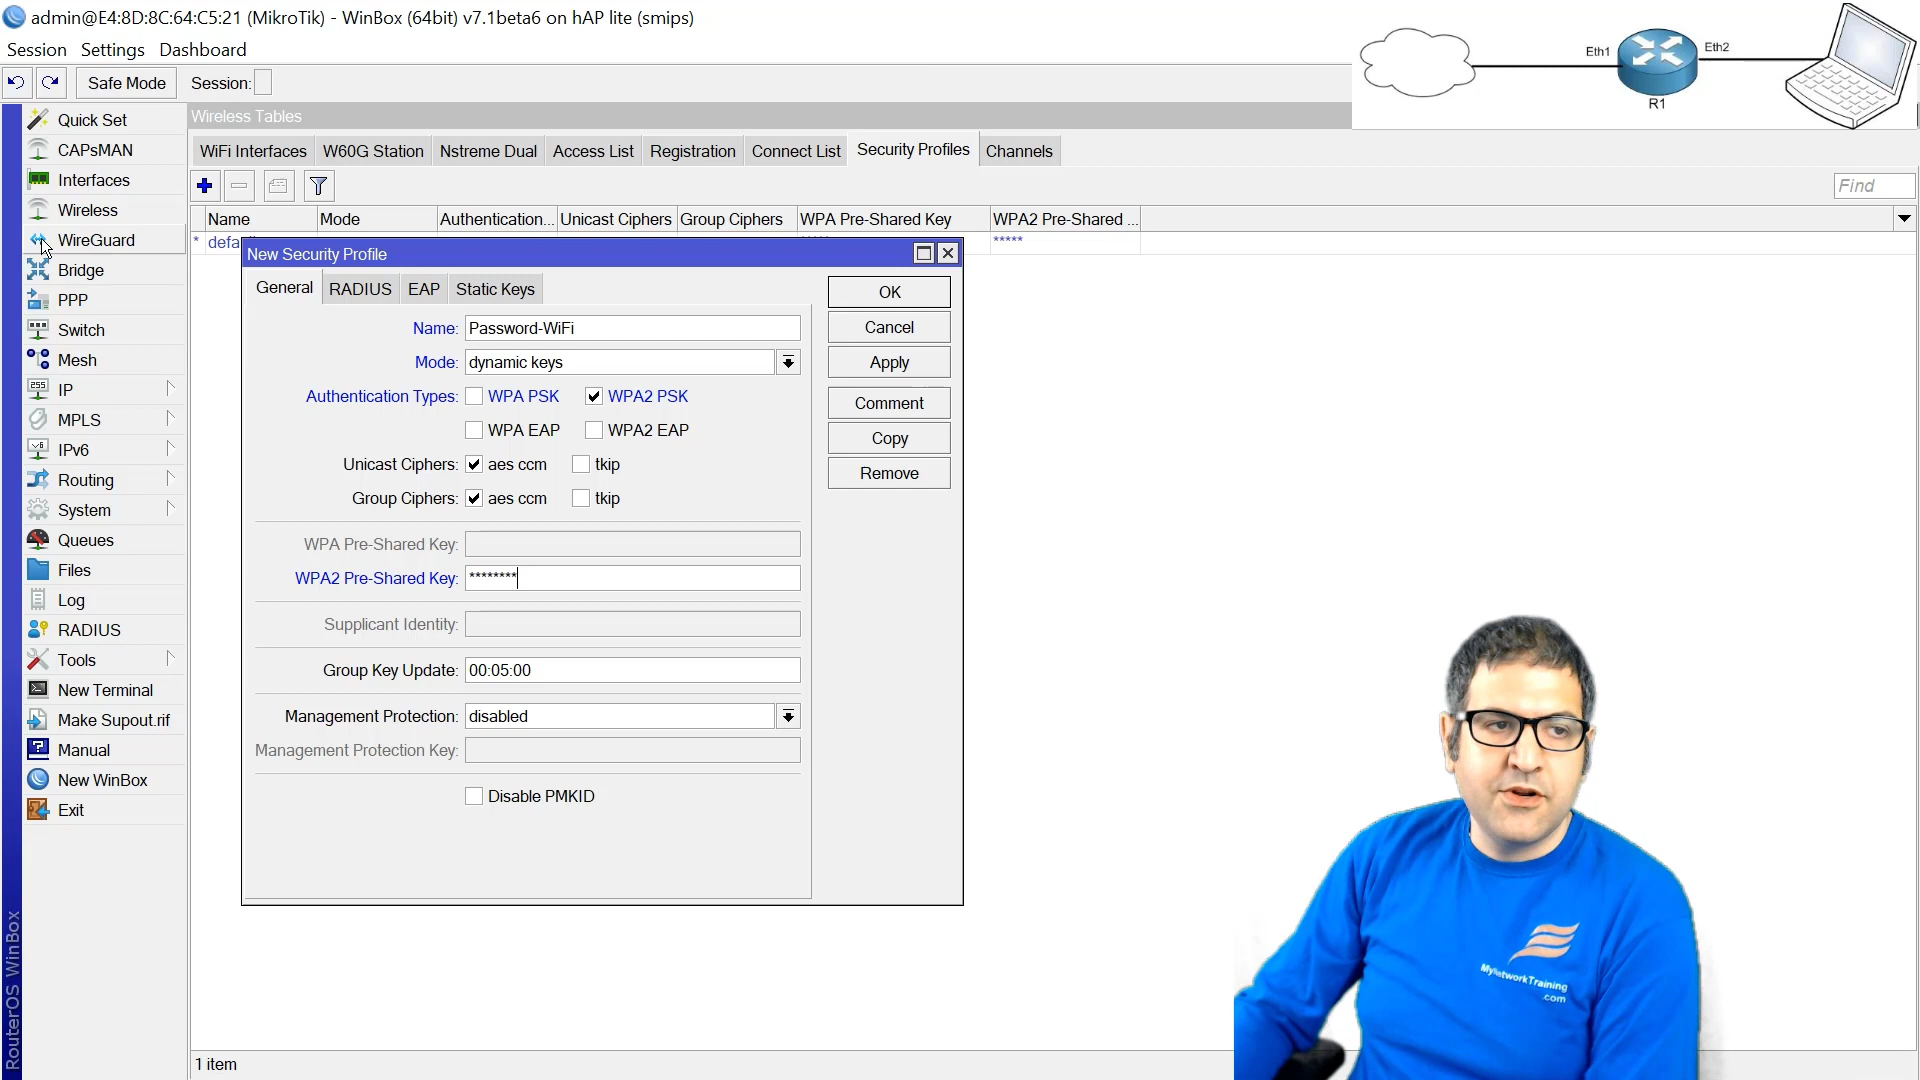 admin@E4:8D:8C:64:C5:21 (MikroTik) - WinBox (64bit) v7.1beta6 on hAP lite (smips)
Session Settings Dashboard
Safe Mode Session:
Eth1 Eth2
R1
Quick Set
CAPsMAN
Interfaces
Wireless
WireGuard
Bridge
PPP
Switch
Mesh
IP
MPLS
IPv6
Routing
System
Queues
Files
Log
RADIUS
Tools
New Terminal
Make Supout.rif
Manual
New WinBox
Exit
RouterOS WinBox
Wireless Tables
WiFi Interfaces W60G Station Nstreme Dual Access List Registration Connect List Security Profiles Channels
Find
Name Mode Authentication... Unicast Ciphers Group Ciphers WPA Pre-Shared Key WPA2 Pre-Shared ...
* defa *****
New Security Profile
General RADIUS EAP Static Keys
Name: Password-WiFi
Mode: dynamic keys
Authentication Types: WPA PSK WPA2 PSK
WPA EAP WPA2 EAP
Unicast Ciphers: aes ccm tkip
Group Ciphers: aes ccm tkip
WPA Pre-Shared Key:
WPA2 Pre-Shared Key: ********
Supplicant Identity:
Group Key Update: 00:05:00
Management Protection: disabled
Management Protection Key:
Disable PMKID
OK
Cancel
Apply
Comment
Copy
Remove
1 item
MyNetworkTraining
.com